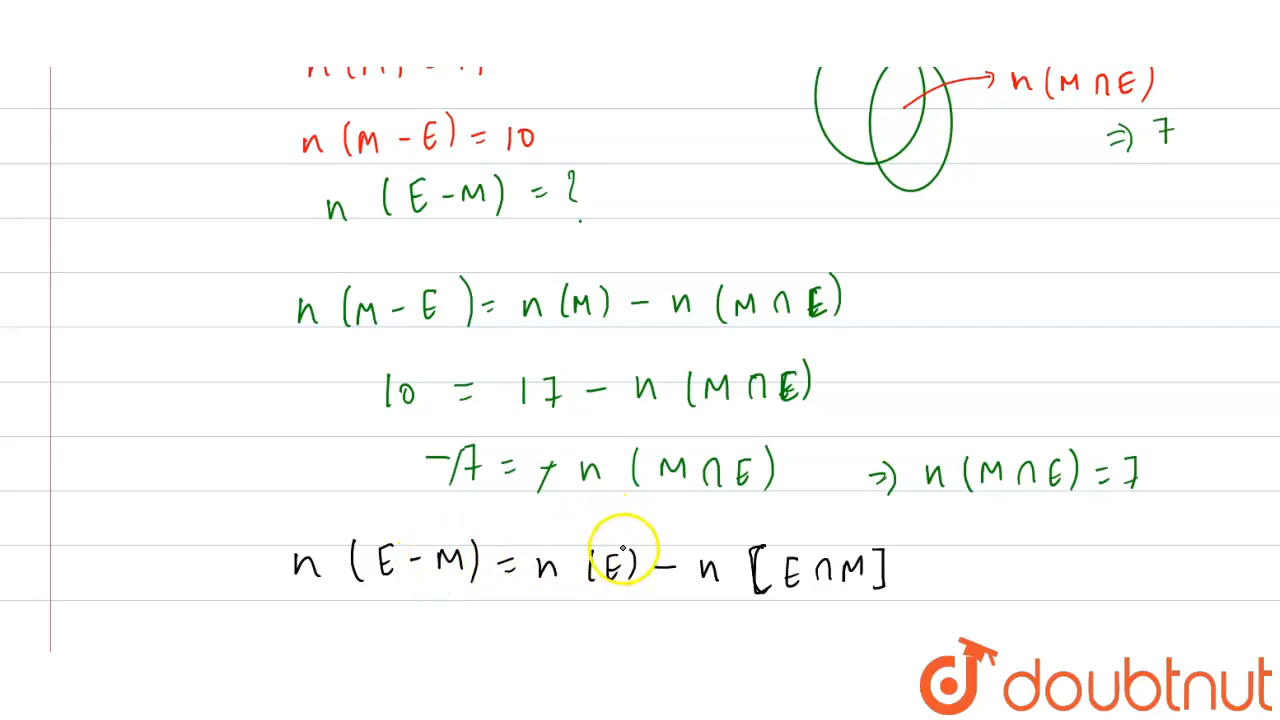 n (M ∩ E)
n (M - E) = 10
⇒ 7
n (E - M) = ?
n (M - E) = n (M) - n (M ∩ E)
10 = 17 - n (M ∩ E)
-7 = - n (M ∩ E) ⇒ n (M ∩ E) = 7
n (E - M) = n (E) - n [E ∩ M]
doubtnut